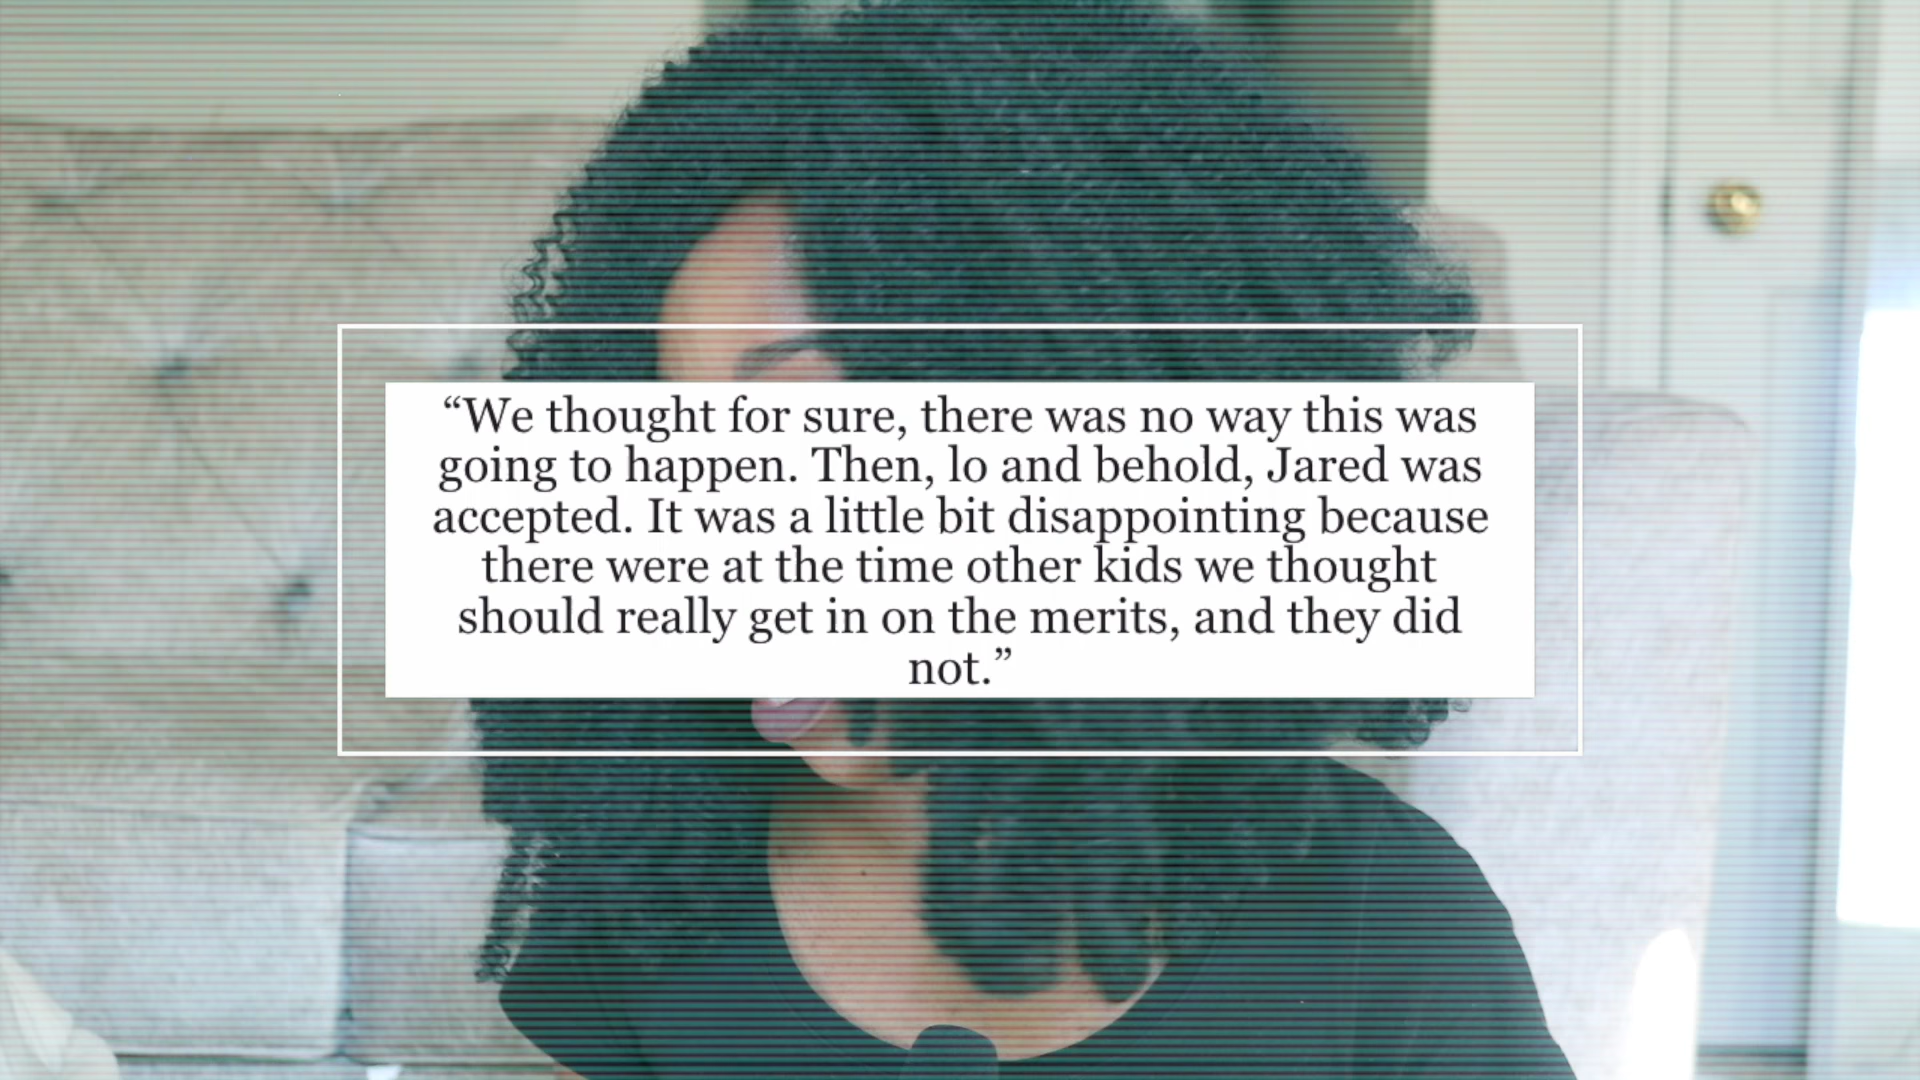 “We thought for sure, there was no way this was
going to happen. Then, lo and behold, Jared was
accepted. It was a little bit disappointing because
there were at the time other kids we thought
should really get in on the merits, and they did
not.”